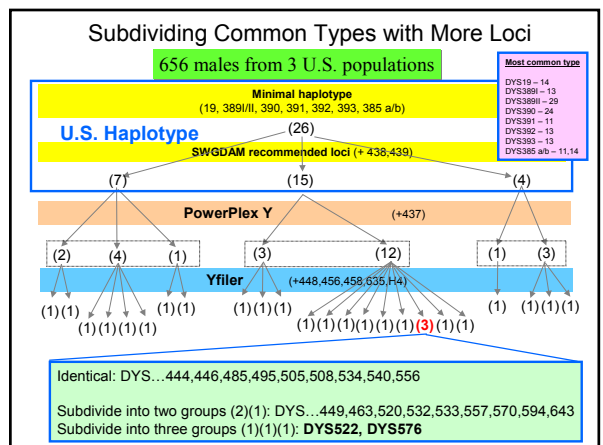 Subdividing Common Types with More Loci
656 males from 3 U.S. populations
Most common type
DYS19 – 14
DYS389I – 13
DYS389II – 29
DYS390 – 24
DYS391 – 11
DYS392 – 13
DYS393 – 13
DYS385 a/b – 11,14
Minimal haplotype
(19, 389I/II, 390, 391, 392, 393, 385 a/b)
U.S. Haplotype
(26)
SWGDAM recommended loci (+ 438,439)
(7) (15) (4)
PowerPlex Y (+437)
(2) (4) (1) (3) (12) (1) (3)
Yfiler (+448,456,458,635,H4)
(1)(1) (1)(1) (1)(1)(1) (1)(1)(1)(1)(1)(1)(3)(1)(1) (1) (1)(1)(1)
(1)(1)(1)(1)
Identical: DYS…444,446,485,495,505,508,534,540,556
Subdivide into two groups (2)(1): DYS…449,463,520,532,533,557,570,594,643
Subdivide into three groups (1)(1)(1): DYS522, DYS576